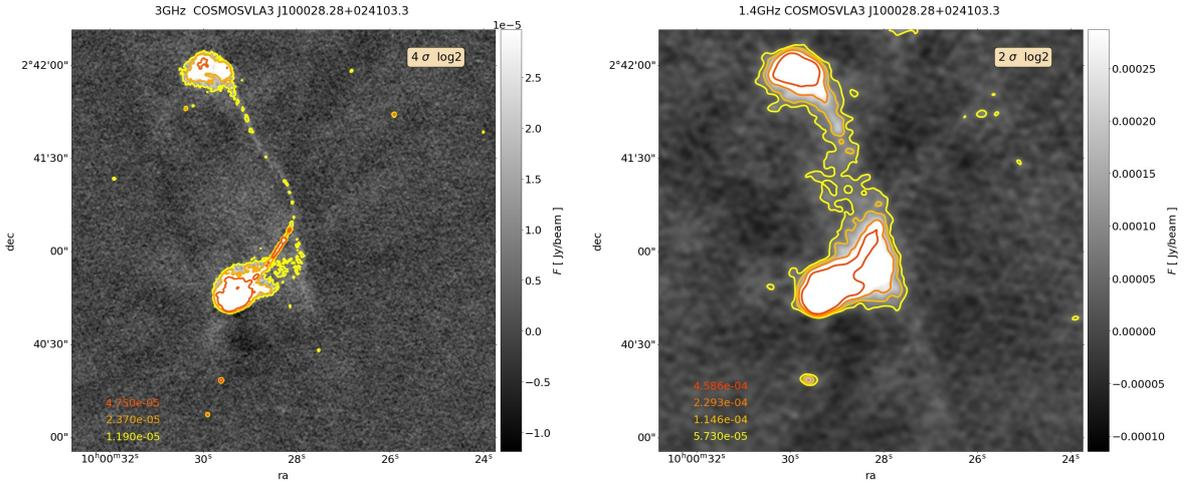 3GHz COSMOSVLA3 J100028.28+024103.3
1e−5
4 σ log2
2°42'00"
41'30"
00"
40'30"
00"
dec
4.750e-05
2.370e-05
1.190e-05
10ʰ00ᵐ32ˢ 30ˢ 28ˢ 26ˢ 24ˢ
ra
2.5
2.0
1.5
1.0
0.5
0.0
−0.5
−1.0
F [ Jy/beam ]
1.4GHz COSMOSVLA3 J100028.28+024103.3
2 σ log2
2°42'00"
41'30"
00"
40'30"
00"
dec
4.586e-04
2.293e-04
1.146e-04
5.730e-05
10ʰ00ᵐ32ˢ 30ˢ 28ˢ 26ˢ 24ˢ
ra
0.00025
0.00020
0.00015
0.00010
0.00005
0.00000
−0.00005
−0.00010
F [ Jy/beam ]